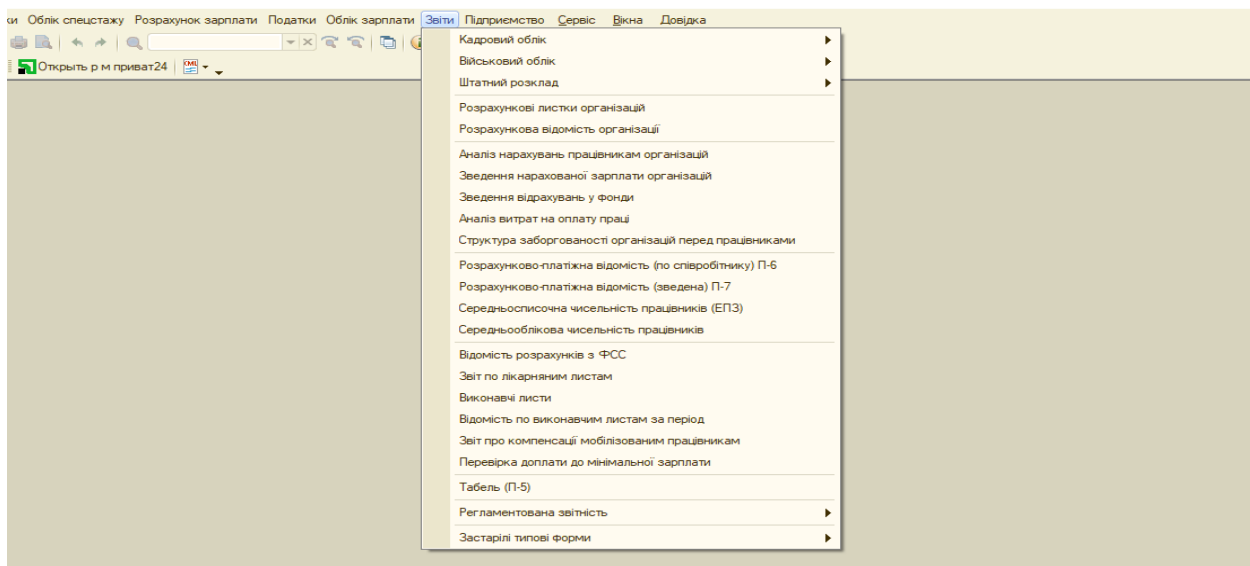 ки Облік спецстажу Розрахунок зарплати Податки Облік зарплати Звіти Підприємство Сервіс Вікна Довідка
Открыть р м приват24
Кадровий облік
Військовий облік
Штатний розклад
Розрахункові листки організацій
Розрахункова відомість організації
Аналіз нарахувань працівникам організацій
Зведення нарахованої зарплати організацій
Зведення відрахувань у фонди
Аналіз витрат на оплату праці
Структура заборгованості організацій перед працівниками
Розрахунково-платіжна відомість (по співробітнику) П-6
Розрахунково-платіжна відомість (зведена) П-7
Середньосписочна чисельність працівників (ЕПЗ)
Середньооблікова чисельність працівників
Відомість розрахунків з ФСС
Звіт по лікарняним листам
Виконавчі листи
Відомість по виконавчим листам за період
Звіт про компенсації мобілізованим працівникам
Перевірка доплати до мінімальної зарплати
Табель (П-5)
Регламентована звітність
Застарілі типові форми